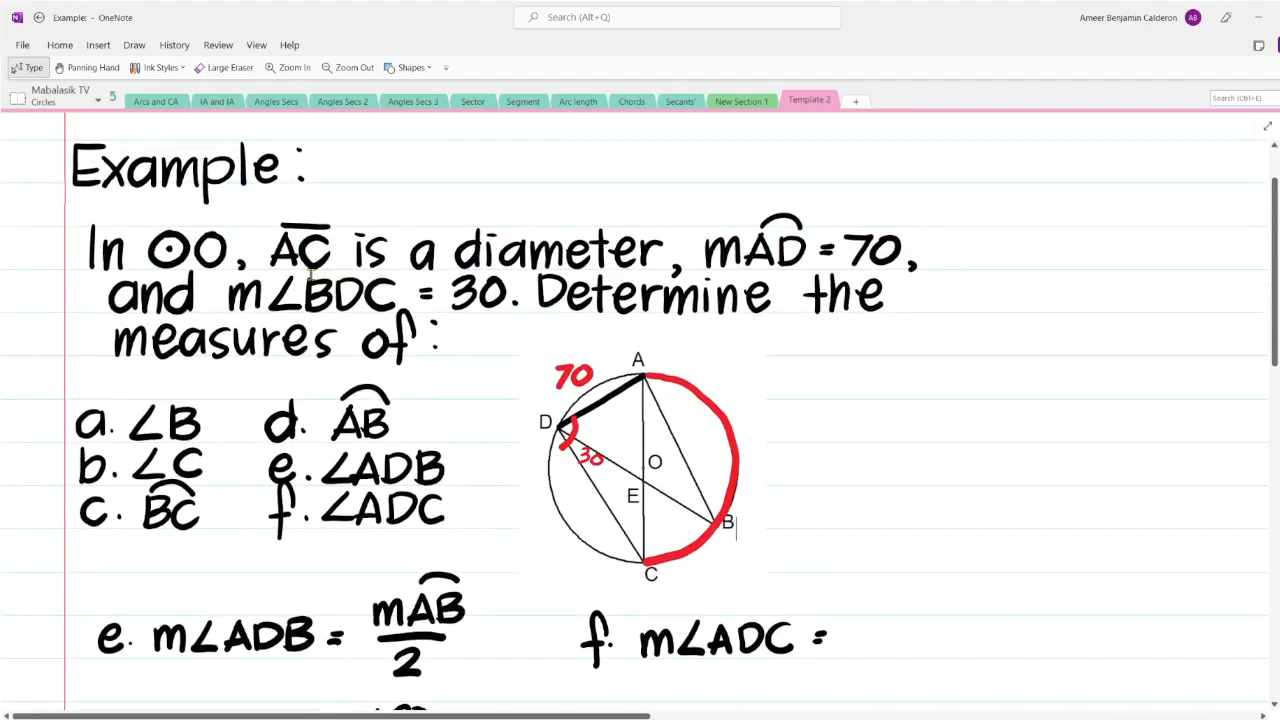 Example: - OneNote
Search (Alt+Q)
Ameer Benjamin Calderon AB
File Home Insert Draw History Review View Help
Type Panning Hand Ink Styles Large Eraser Zoom In Zoom Out Shapes
Mabalasik TV
Circles
5
Arcs and CA IA and IA Angles Secs Angles Secs 2 Angles Secs 3 Sector Segment Arc length Chords Secants' New Section 1 Template 2 +
Search (Ctrl+E)
Example:
In ⊙O, A̅C̅ is a diameter, mAD = 70,
and m∠BDC = 30. Determine the
measures of:
a. ∠B d. AB
b. ∠C e. ∠ADB
c. BC f. ∠ADC
70
A
D
30
O
E
B
C
e. m∠ADB = mAB/2
f. m∠ADC =